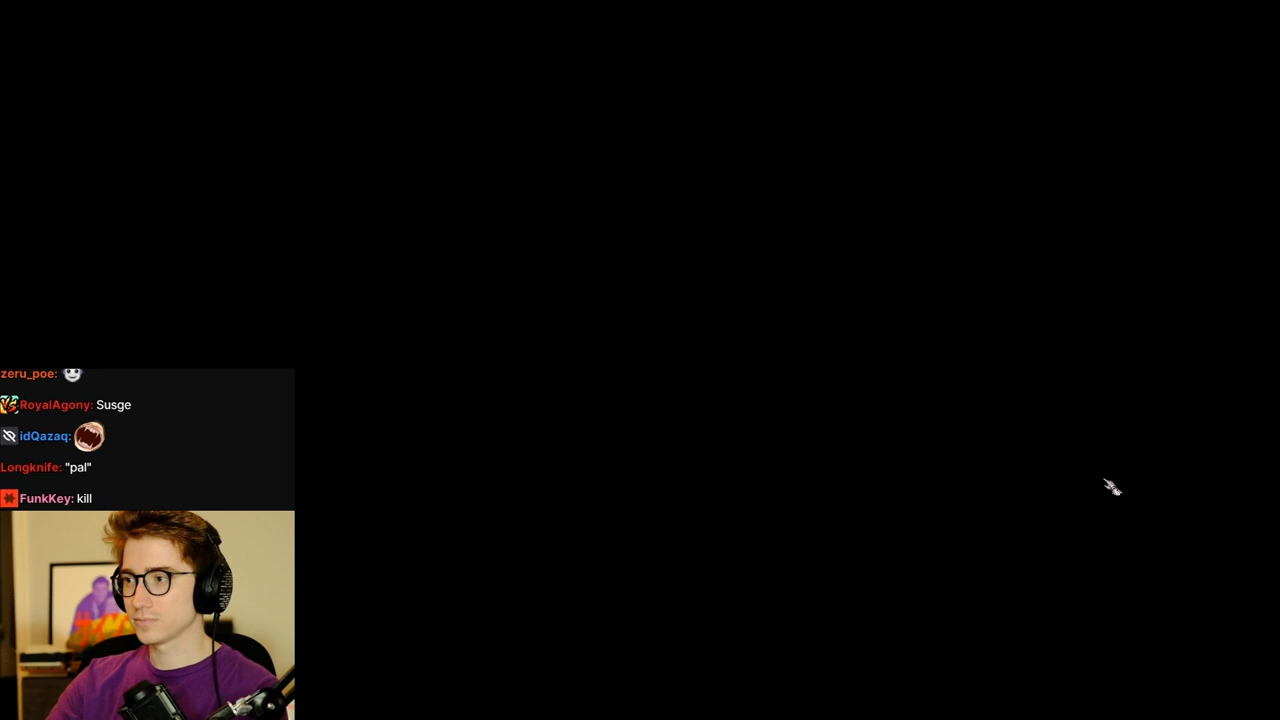 zeru_poe:
RoyalAgony: Susge
idQazaq:
Longknife: "pal"
FunkKey: kill